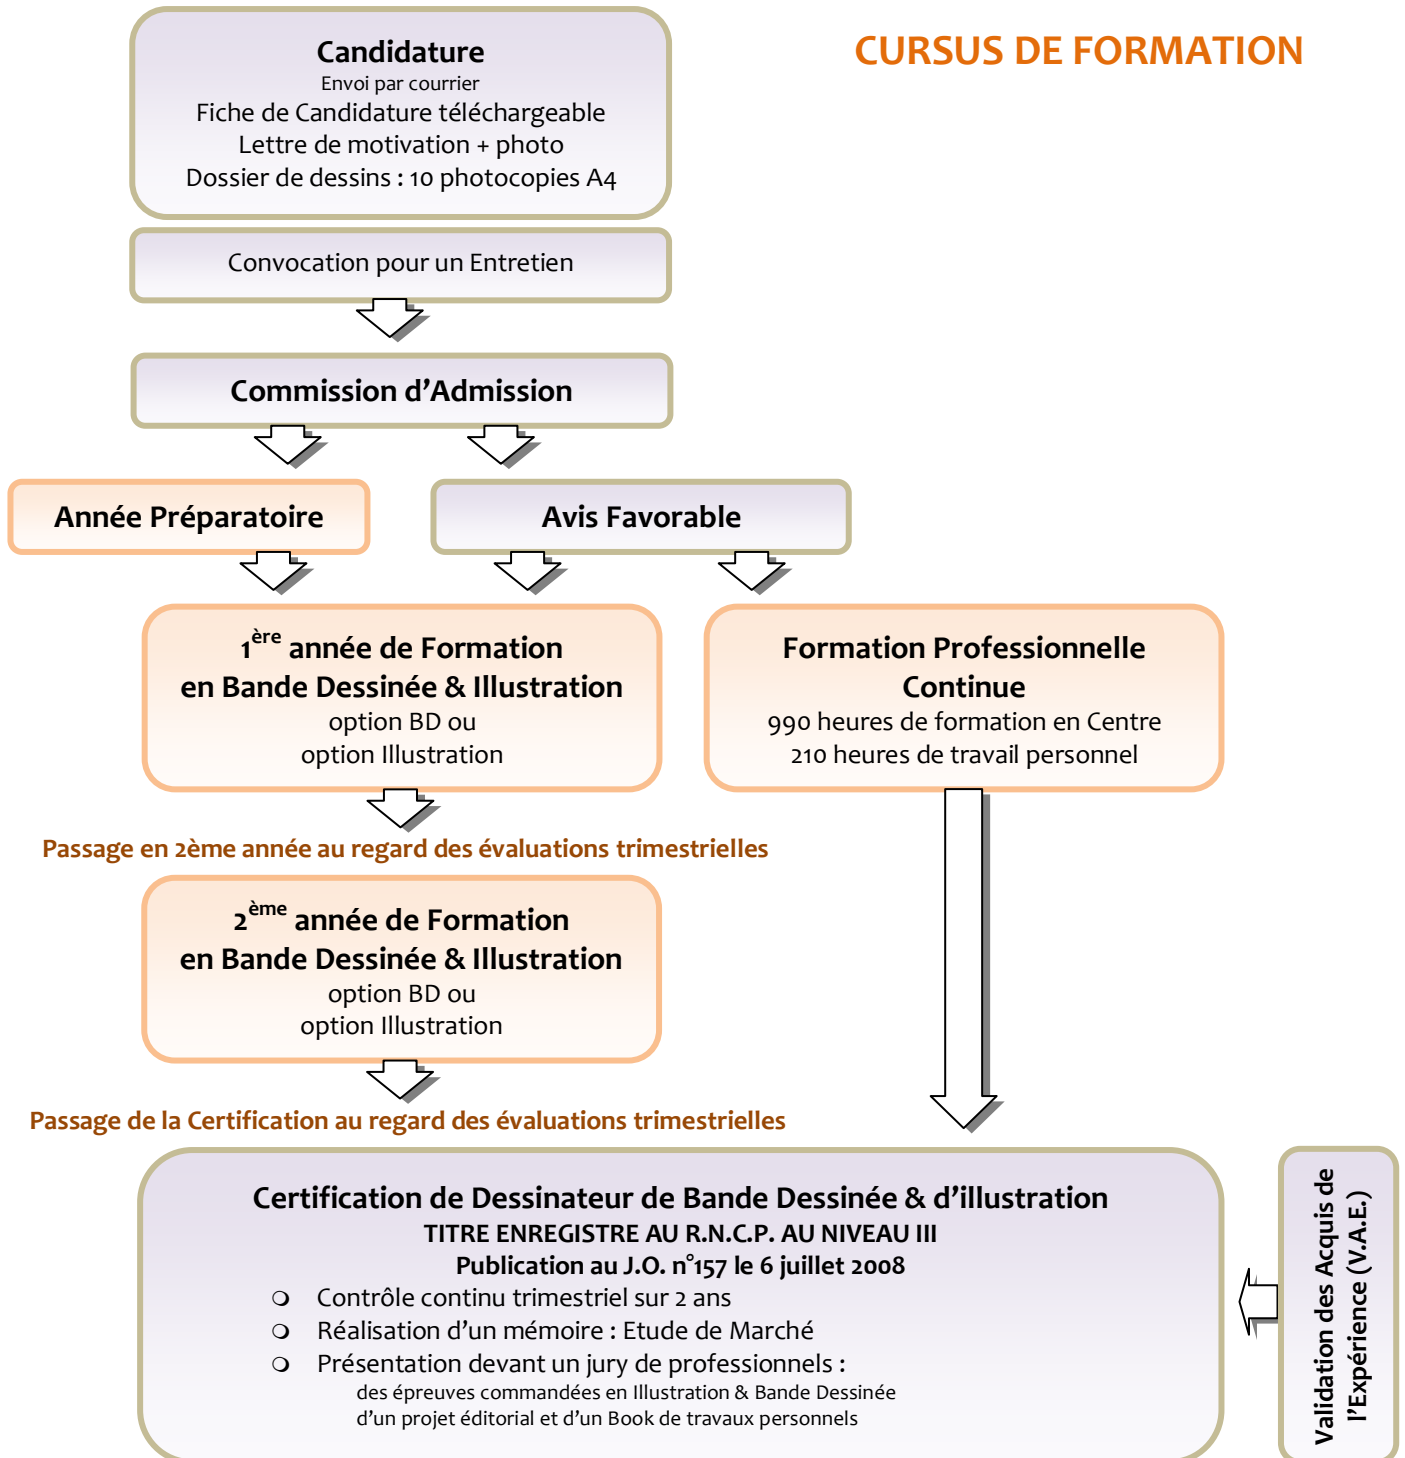 CURSUS DE FORMATION
Candidature
Envoi par courrier
Fiche de Candidature téléchargeable
Lettre de motivation + photo
Dossier de dessins : 10 photocopies A4
Convocation pour un Entretien
Commission d’Admission
Année Préparatoire
Avis Favorable
1ère année de Formation
en Bande Dessinée & Illustration
option BD ou
option Illustration
Formation Professionnelle
Continue
990 heures de formation en Centre
210 heures de travail personnel
Passage en 2ème année au regard des évaluations trimestrielles
2ème année de Formation
en Bande Dessinée & Illustration
option BD ou
option Illustration
Passage de la Certification au regard des évaluations trimestrielles
Certification de Dessinateur de Bande Dessinée & d’illustration
TITRE ENREGISTRE AU R.N.C.P. AU NIVEAU III
Publication au J.O. n°157 le 6 juillet 2008
Contrôle continu trimestriel sur 2 ans
Réalisation d’un mémoire : Etude de Marché
Présentation devant un jury de professionnels :
des épreuves commandées en Illustration & Bande Dessinée
d’un projet éditorial et d’un Book de travaux personnels
Validation des Acquis de
l’Expérience (V.A.E.)